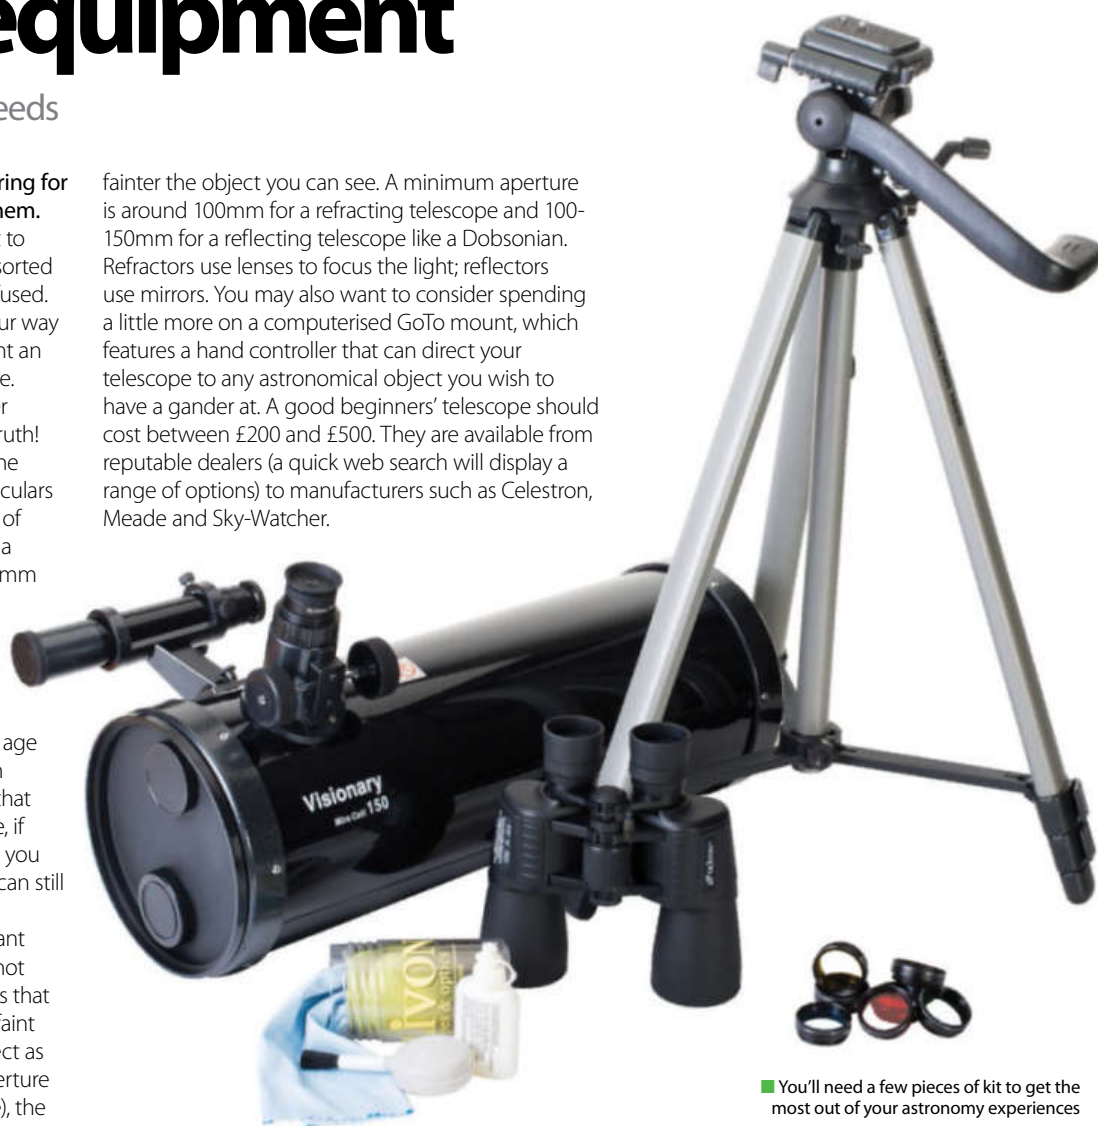 equipment
eeds
ring for
hem.
t to
sorted
fused.
ur way
nt an
e.
r
ruth!
he
culars
of
a
mm
age
n
that
e, if
you
can still
ant
not
s that
faint
ect as
erture
), the
fainter the object you can see. A minimum aperture
is around 100mm for a refracting telescope and 100-
150mm for a reflecting telescope like a Dobsonian.
Refractors use lenses to focus the light; reflectors
use mirrors. You may also want to consider spending
a little more on a computerised GoTo mount, which
features a hand controller that can direct your
telescope to any astronomical object you wish to
have a gander at. A good beginners’ telescope should
cost between £200 and £500. They are available from
reputable dealers (a quick web search will display a
range of options) to manufacturers such as Celestron,
Meade and Sky-Watcher.
Visionary
150
iVON
You’ll need a few pieces of kit to get the
most out of your astronomy experiences